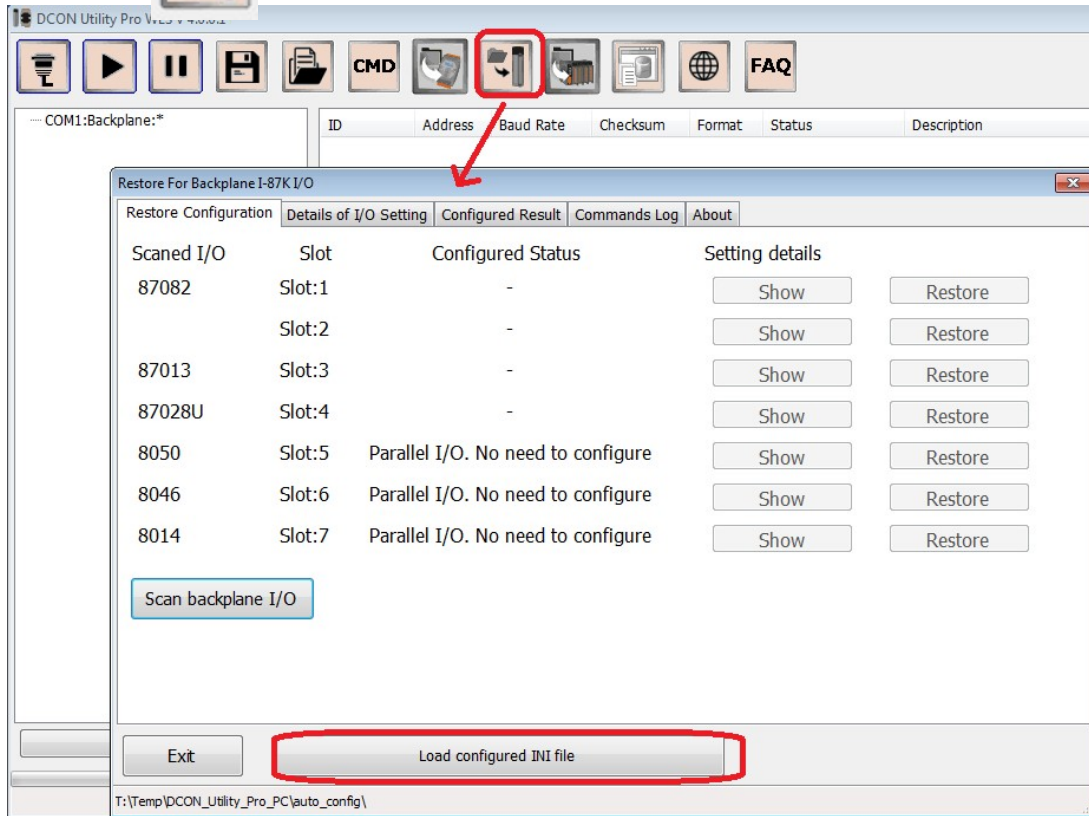 DCON Utility Pro
CMD
FAQ
COM1:Backplane:*
ID Address Baud Rate Checksum Format Status Description
Restore For Backplane I-87K I/O
Restore Configuration Details of I/O Setting Configured Result Commands Log About
Scaned I/O Slot Configured Status Setting details
87082 Slot:1 - Show Restore
Slot:2 - Show Restore
87013 Slot:3 - Show Restore
87028U Slot:4 - Show Restore
8050 Slot:5 Parallel I/O. No need to configure Show Restore
8046 Slot:6 Parallel I/O. No need to configure Show Restore
8014 Slot:7 Parallel I/O. No need to configure Show Restore
Scan backplane I/O
Exit Load configured INI file
T:\Temp\DCON_Utility_Pro_PC\auto_config\